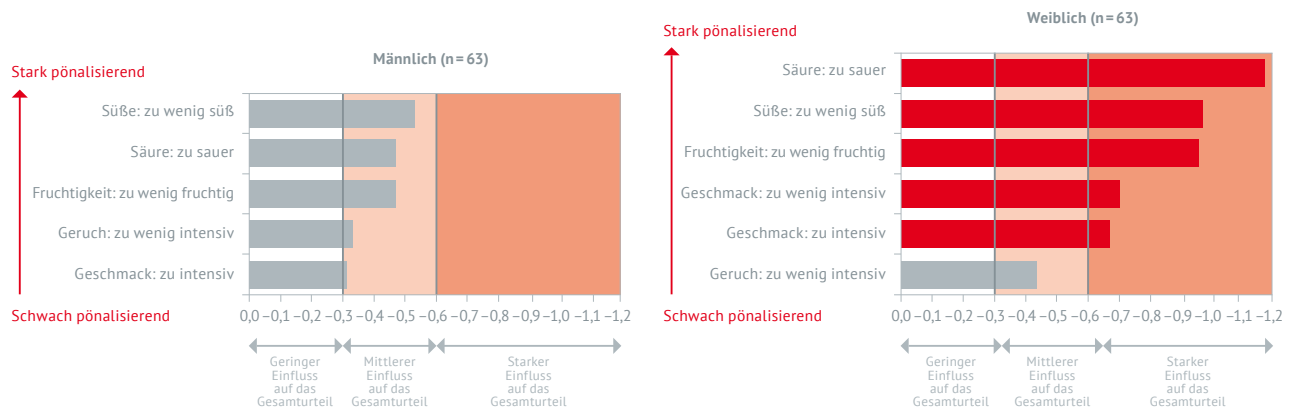 Männlich (n=63)
Stark pönalisierend
Süße: zu wenig süß
Säure: zu sauer
Fruchtigkeit: zu wenig fruchtig
Geruch: zu wenig intensiv
Geschmack: zu intensiv
Schwach pönalisierend
0,0 –0,1 –0,2 –0,3 –0,4 –0,5 –0,6 –0,7 –0,8 –0,9 –1,0 –1,1 –1,2
Geringer
Einfluss
auf das
Gesamturteil
Mittlerer
Einfluss
auf das
Gesamturteil
Starker
Einfluss
auf das
Gesamturteil
Weiblich (n=63)
Stark pönalisierend
Säure: zu sauer
Süße: zu wenig süß
Fruchtigkeit: zu wenig fruchtig
Geschmack: zu wenig intensiv
Geschmack: zu intensiv
Geruch: zu wenig intensiv
Schwach pönalisierend
0,0 –0,1 –0,2 –0,3 –0,4 –0,5 –0,6 –0,7 –0,8 –0,9 –1,0 –1,1 –1,2
Geringer
Einfluss
auf das
Gesamturteil
Mittlerer
Einfluss
auf das
Gesamturteil
Starker
Einfluss
auf das
Gesamturteil